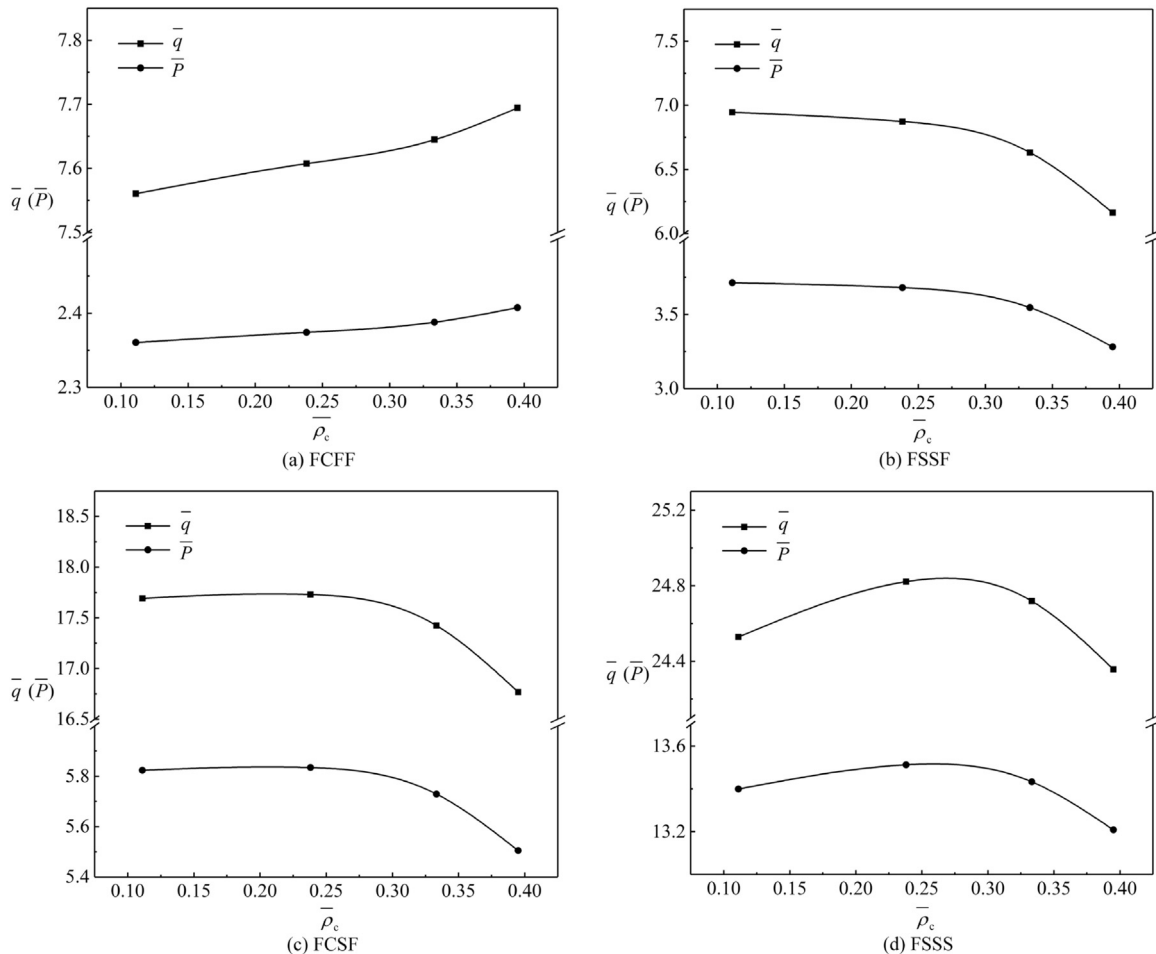 7.8
7.7
7.6
7.5
2.4
2.3
q̅
P̅
q̅ (P̅)
0.10 0.15 0.20 0.25 0.30 0.35 0.40
ρ̅c
(a) FCFF
7.5
7.0
6.5
6.0
3.5
3.0
q̅
P̅
q̅ (P̅)
0.10 0.15 0.20 0.25 0.30 0.35 0.40
ρ̅c
(b) FSSF
18.5
18.0
17.5
16.0
16.5
5.8
5.6
5.4
q̅
P̅
q̅ (P̅)
0.10 0.15 0.20 0.25 0.30 0.35 0.40
ρ̅c
(c) FCSF
25.2
24.8
24.4
13.6
13.2
q̅
P̅
q̅ (P̅)
0.10 0.15 0.20 0.25 0.30 0.35 0.40
ρ̅c
(d) FSSS